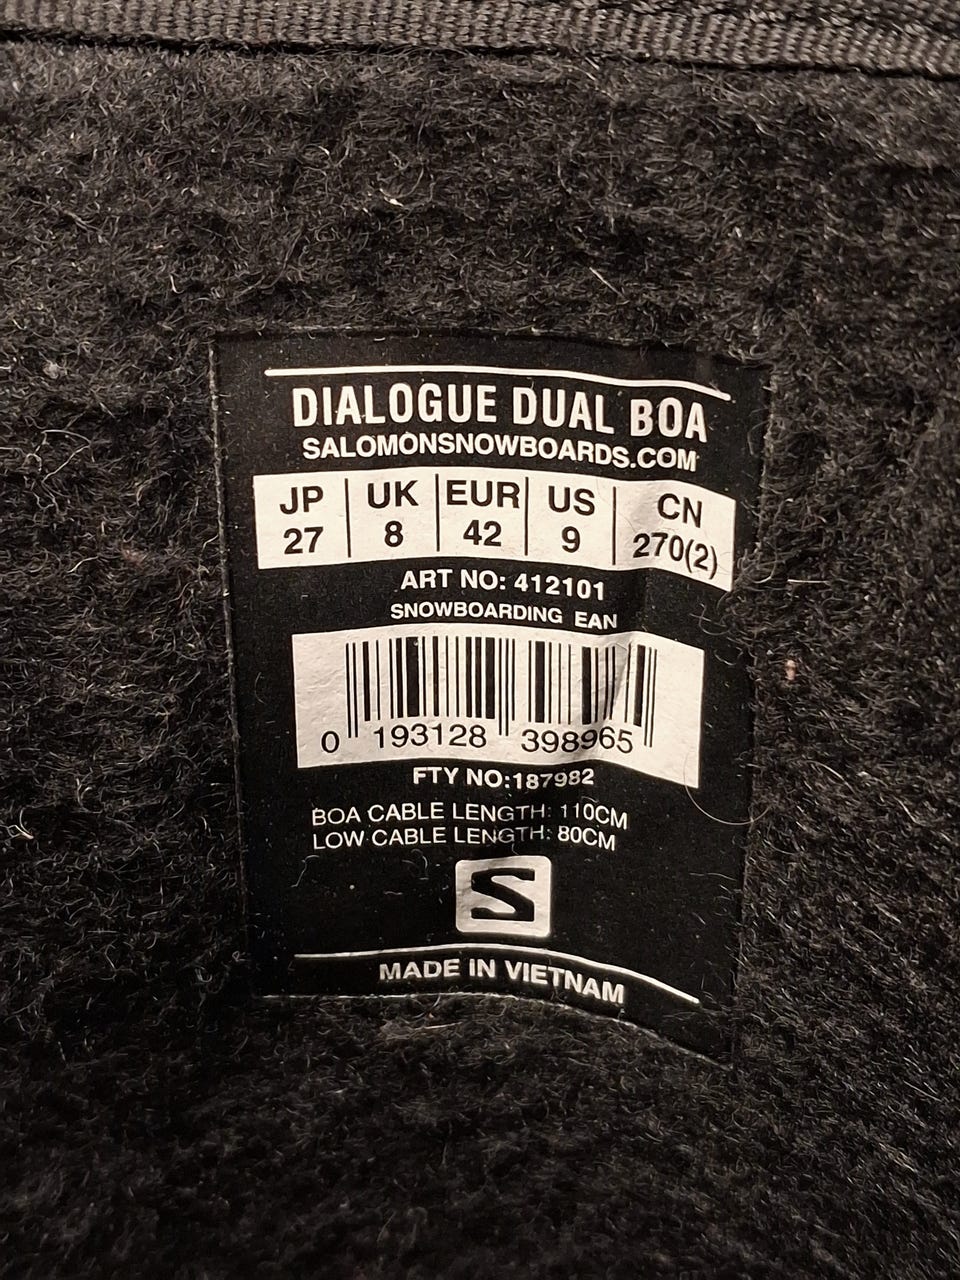 DIALOGUE DUAL BOA
SALOMONSNOWBOARDS.COM
JP UK EUR US CN
27 8 42 9 270(2)
ART NO: 412101
SNOWBOARDING EAN
0 193128 398965
FTY NO:187982
BOA CABLE LENGTH: 110CM
LOW CABLE LENGTH: 80CM
S
MADE IN VIETNAM